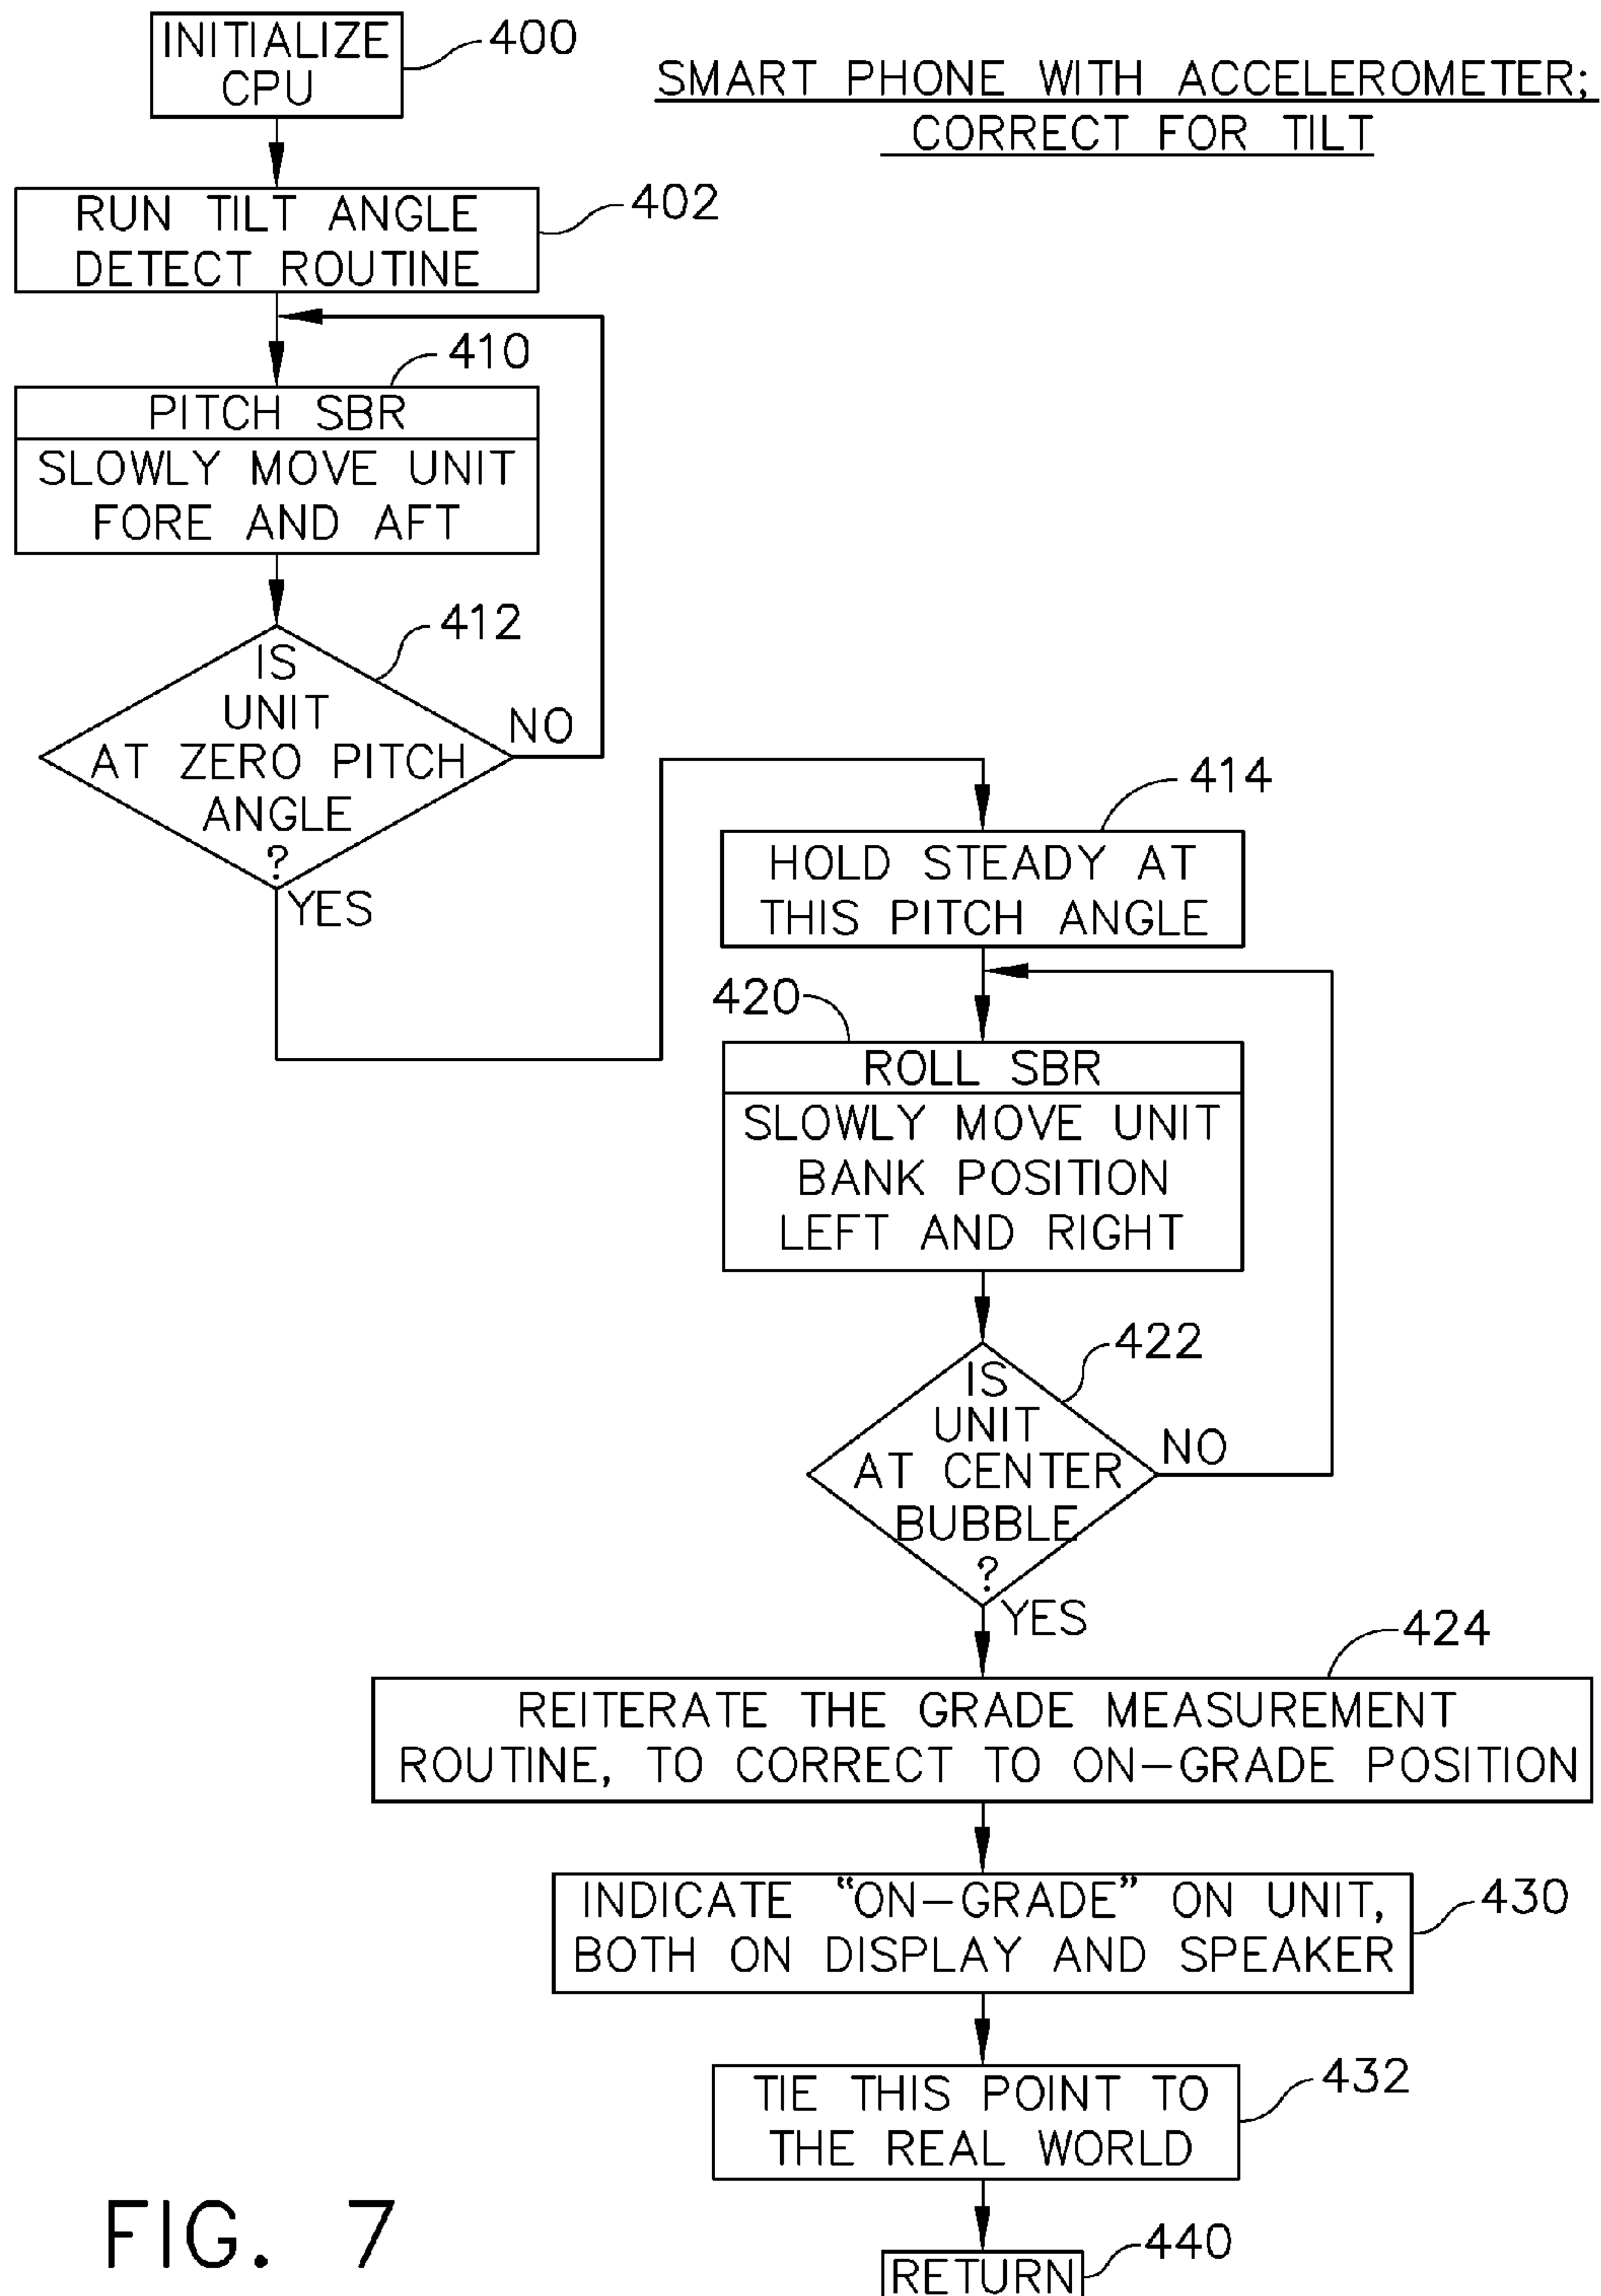 INITIALIZE
CPU
400
SMART PHONE WITH ACCELEROMETER;
CORRECT FOR TILT
RUN TILT ANGLE
DETECT ROUTINE
402
410
PITCH SBR
SLOWLY MOVE UNIT
FORE AND AFT
412
IS
UNIT
AT ZERO PITCH
ANGLE
?
NO
YES
414
HOLD STEADY AT
THIS PITCH ANGLE
420
ROLL SBR
SLOWLY MOVE UNIT
BANK POSITION
LEFT AND RIGHT
422
IS
UNIT
AT CENTER
BUBBLE
?
NO
YES
424
REITERATE THE GRADE MEASUREMENT
ROUTINE, TO CORRECT TO ON-GRADE POSITION
INDICATE “ON-GRADE” ON UNIT,
BOTH ON DISPLAY AND SPEAKER
430
TIE THIS POINT TO
THE REAL WORLD
432
RETURN
440
FIG. 7